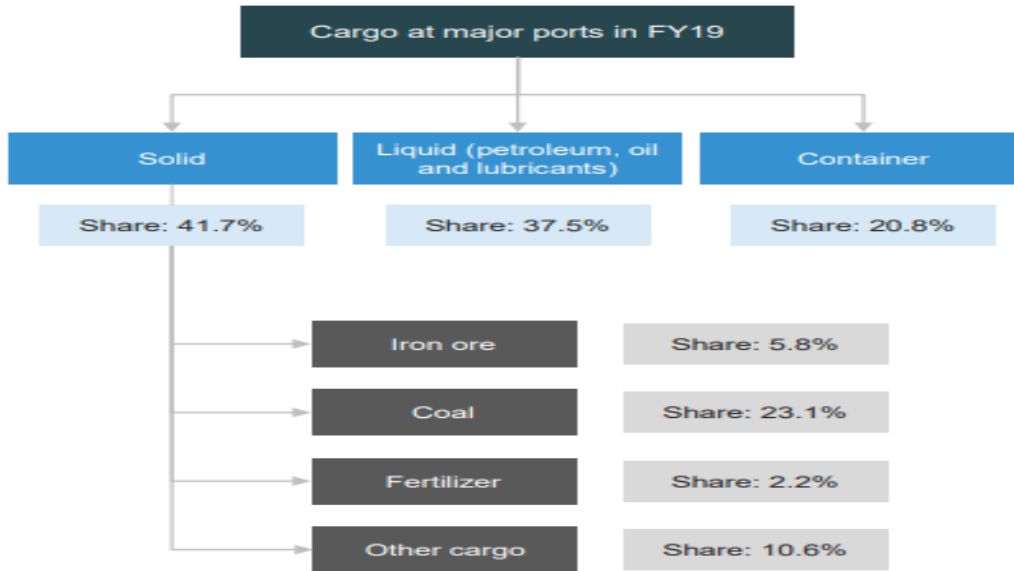 Cargo at major ports in FY19
Solid
Liquid (petroleum, oil
and lubricants)
Container
Share: 41.7%
Share: 37.5%
Share: 20.8%
Iron ore
Share: 5.8%
Coal
Share: 23.1%
Fertilizer
Share: 2.2%
Other cargo
Share: 10.6%